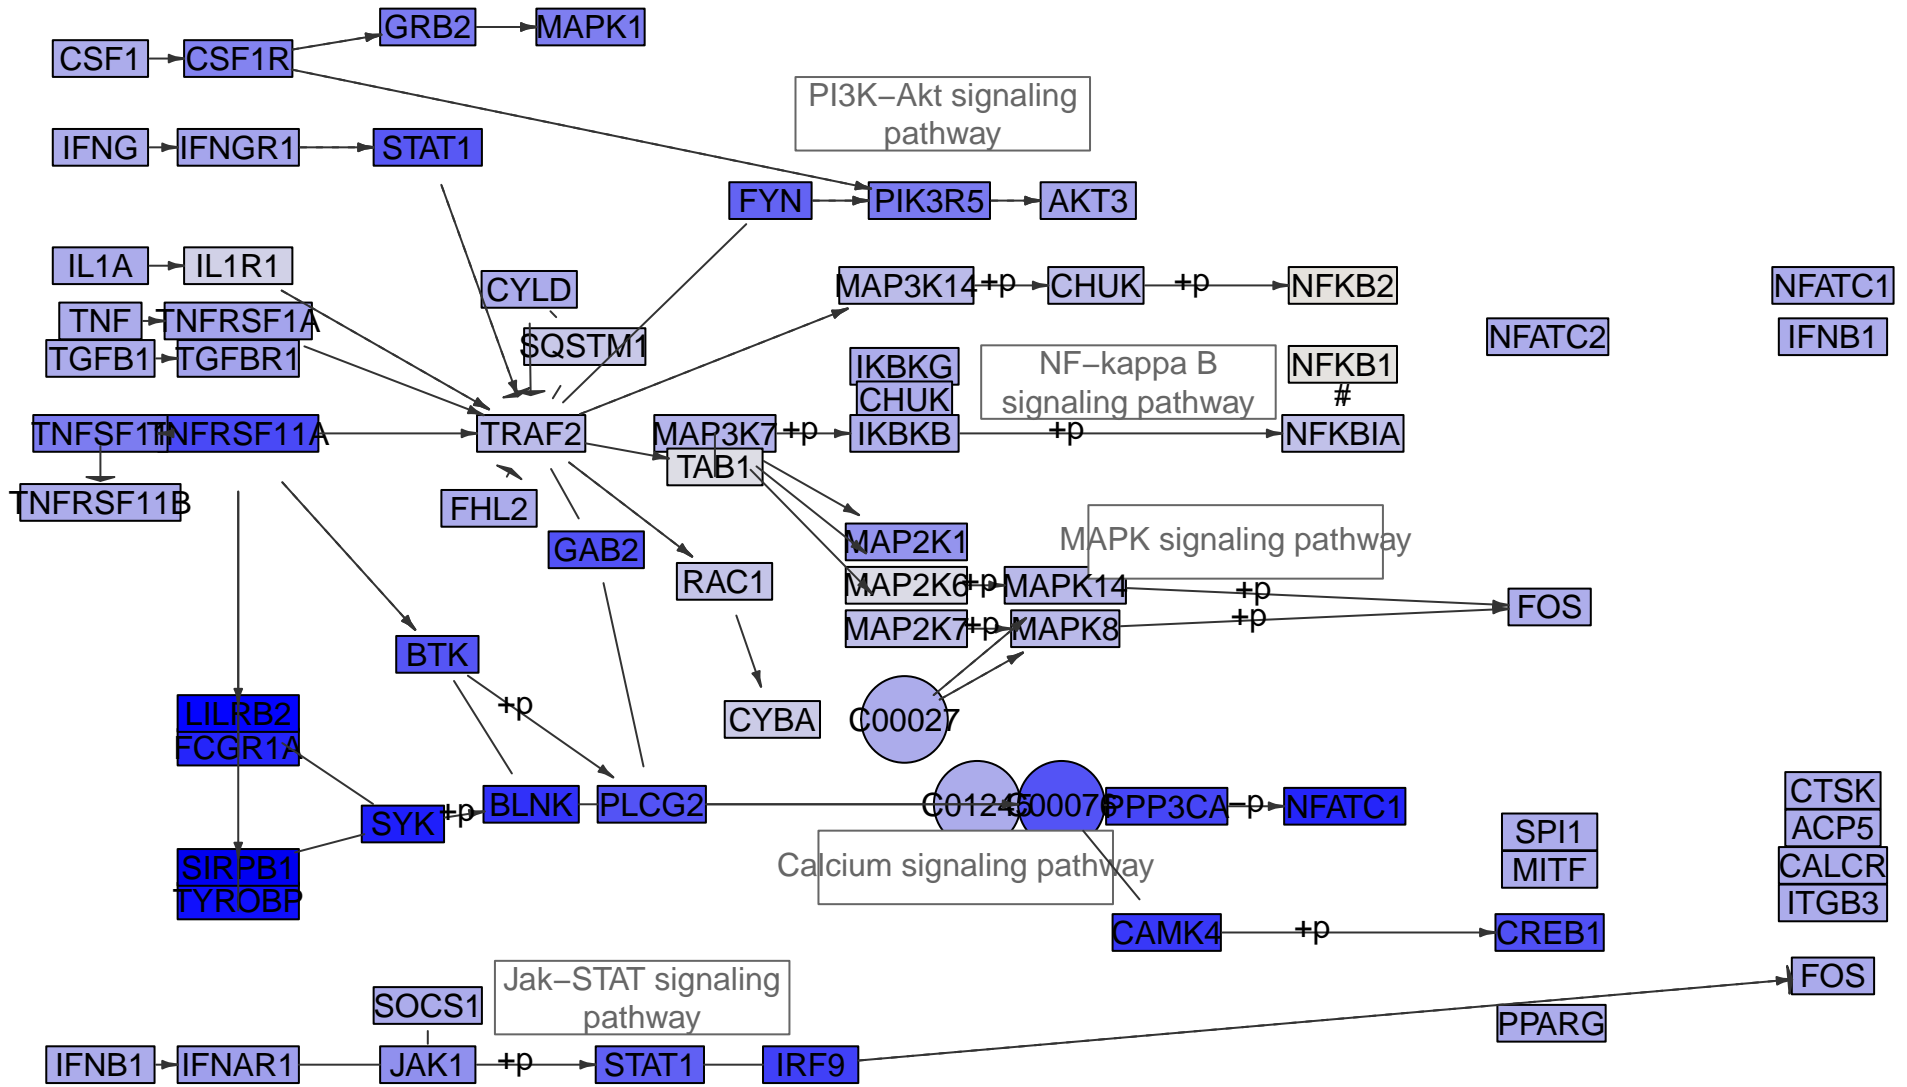 GRB2
MAPK1
CSF1
CSF1R
PI3K−Akt signaling
pathway
IFNG
IFNGR1
STAT1
FYN
PIK3R5
AKT3
IL1A
IL1R1
CYLD
MAP3K14
+p
CHUK
+p
NFKB2
NFATC1
TNF
TNFRSF1A
SQSTM1
NFATC2
IFNB1
TGFB1
TGFBR1
IKBKG
NF−kappa B
signaling pathway
NFKB1
CHUK
#
TNFSF11
TNFRSF11A
TRAF2
MAP3K7
+p
IKBKB
+p
NFKBIA
TAB1
TNFRSF11B
FHL2
GAB2
MAP2K1
MAPK signaling pathway
RAC1
MAP2K6
+p
MAPK14
+p
FOS
MAP2K7
+p
MAPK8
+p
BTK
+p
LILRB2
CYBA
C00027
FCGR1A
SYK
+p
BLNK
PLCG2
C01245
C00076
PPP3CA
−p
NFATC1
CTSK
SPI1
ACP5
SIRPB1
Calcium signaling pathway
MITF
CALCR
TYROBP
ITGB3
CAMK4
+p
CREB1
Jak−STAT signaling
pathway
FOS
SOCS1
PPARG
IFNB1
IFNAR1
JAK1
+p
STAT1
IRF9